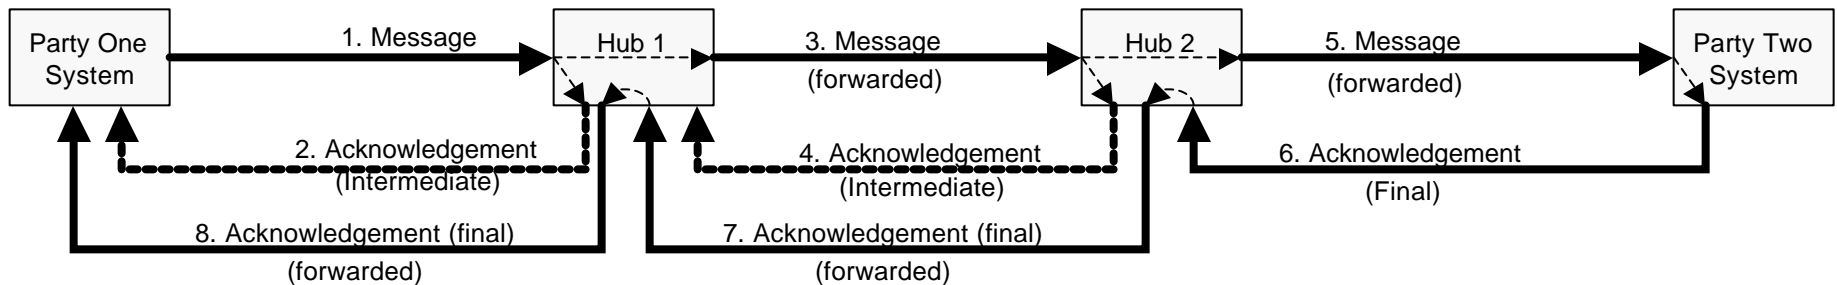 Party One
System
1. Message
Hub 1
3. Message
(forwarded)
Hub 2
5. Message
(forwarded)
Party Two
System
2. Acknowledgement
(Intermediate)
4. Acknowledgement
(Intermediate)
6. Acknowledgement
(Final)
8. Acknowledgement (final)
(forwarded)
7. Acknowledgement (final)
(forwarded)